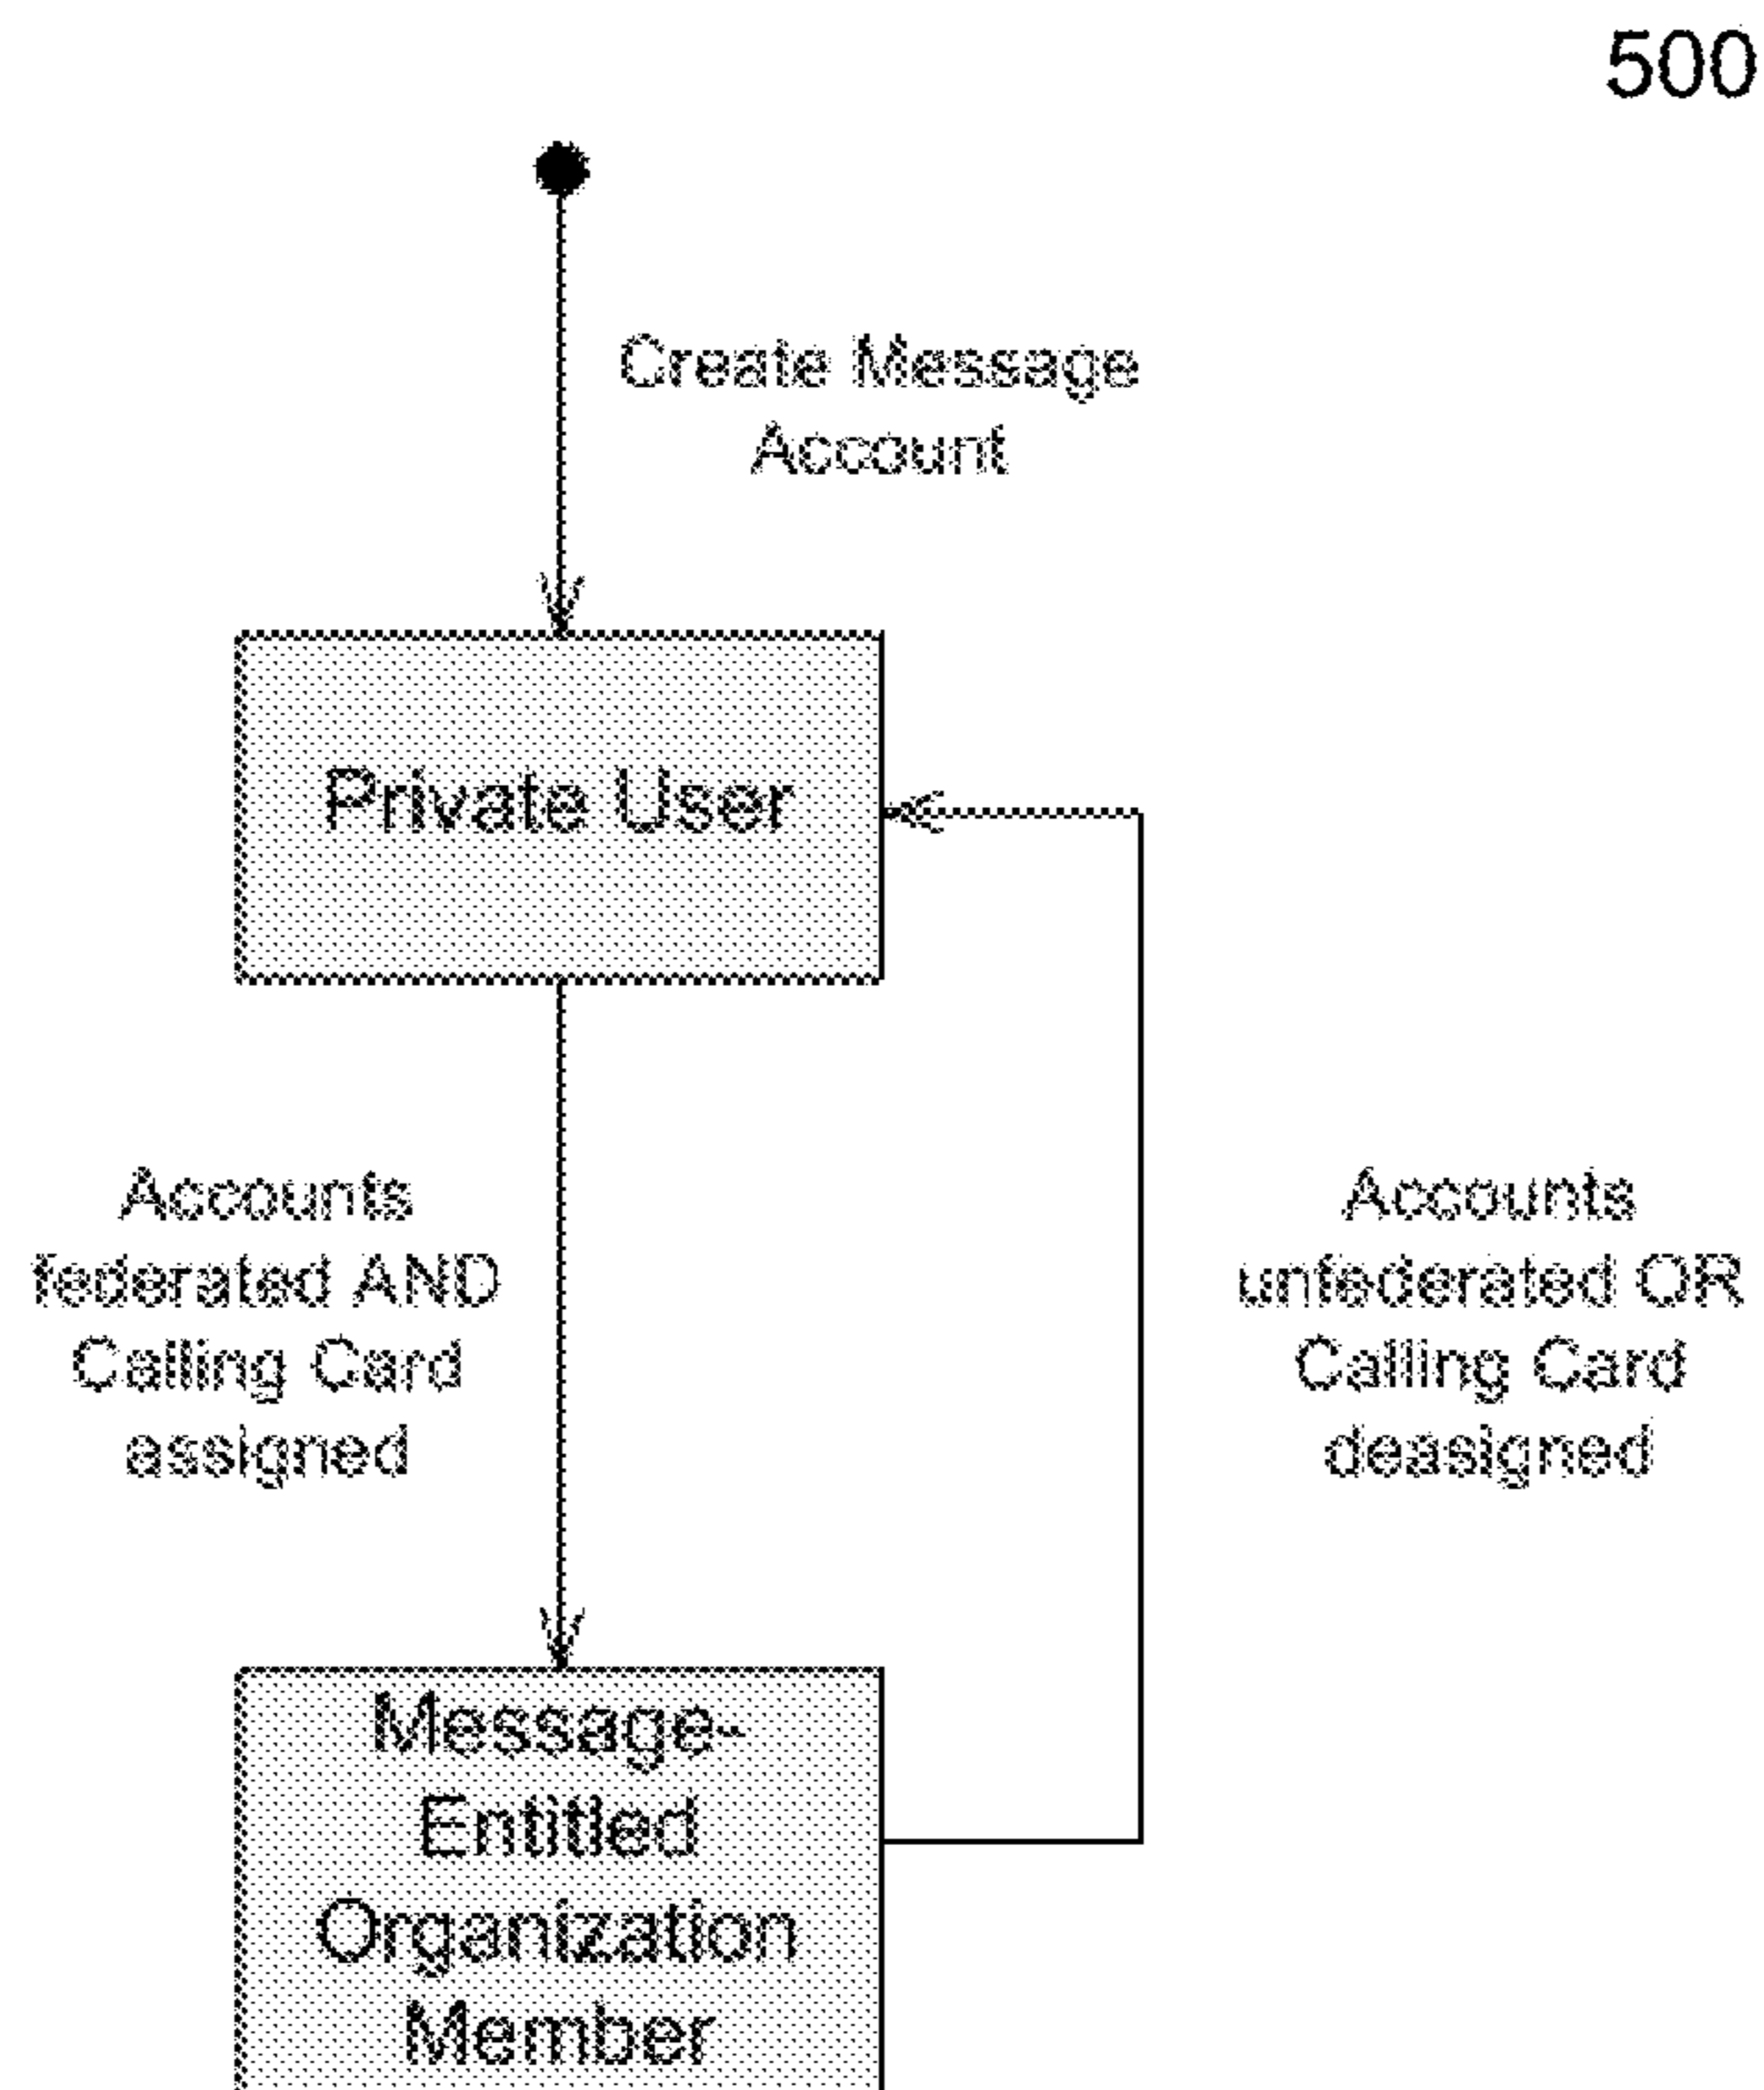 500
Create Message
Account
Private User
Accounts
federated AND
Calling Card
assigned
Accounts
unfederated OR
Calling Card
deasigned
Message-
Entitled
Organization
Member